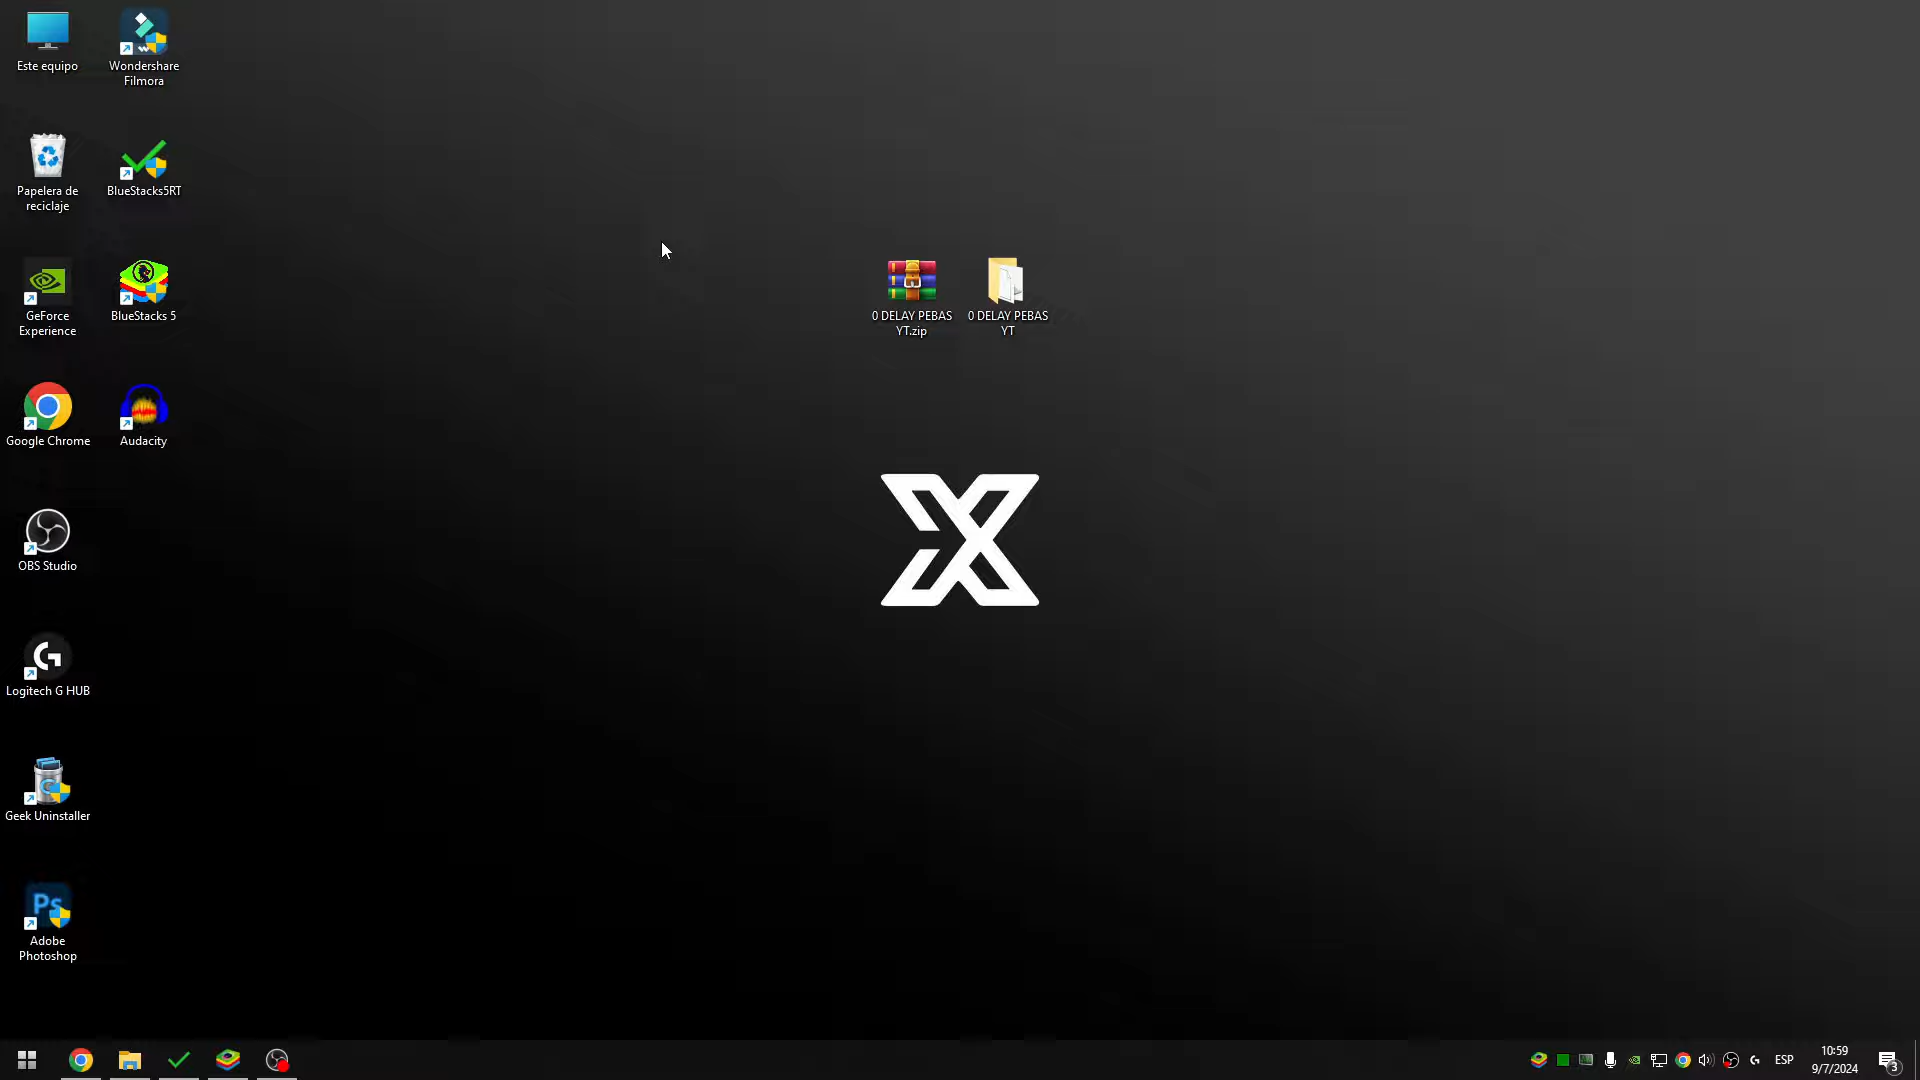 Este equipo
Wondershare
Filmora
Papelera de
reciclaje
BlueStacks5RT
GeForce
Experience
BlueStacks 5
0 DELAY PEBAS
YT.zip
0 DELAY PEBAS
YT
Google Chrome
Audacity
OBS Studio
Logitech G HUB
Geek Uninstaller
Ps
Adobe
Photoshop
ESP
10:59
9/7/2024
3